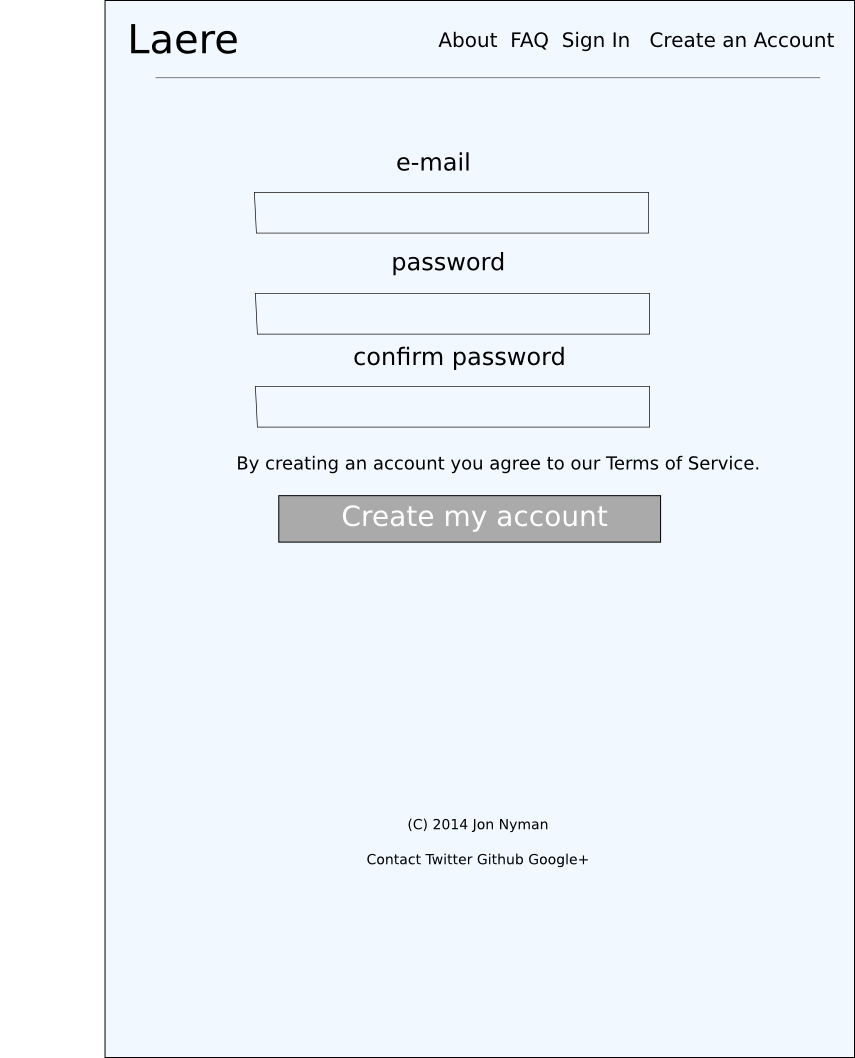 Laere
About FAQ Sign In Create an Account
e-mail
password
confirm password
By creating an account you agree to our Terms of Service.
Create my account
(C) 2014 Jon Nyman
Contact Twitter Github Google+